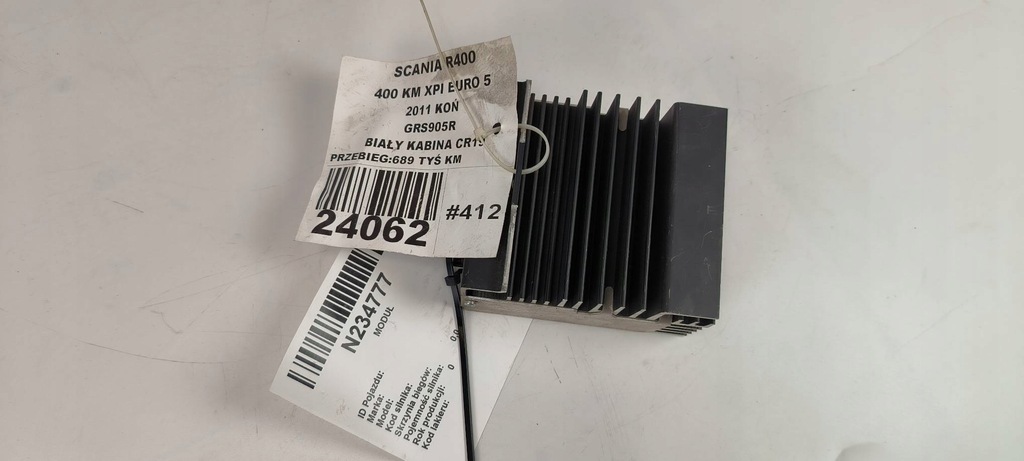 SCANIA R400
400 KM XPI EURO 5
2011 KOŃ
GRS905R
BIAŁY KABINA CR19
PRZEBIEG:689 TYŚ KM
24062
#412
N234777
MODUŁ
ID Pojazdu:
Marka:
Model:
Kod silnika:
Skrzynia biegów:
Pojemność silnika: 0,0
Rok produkcji: 0
Kod lakieru: